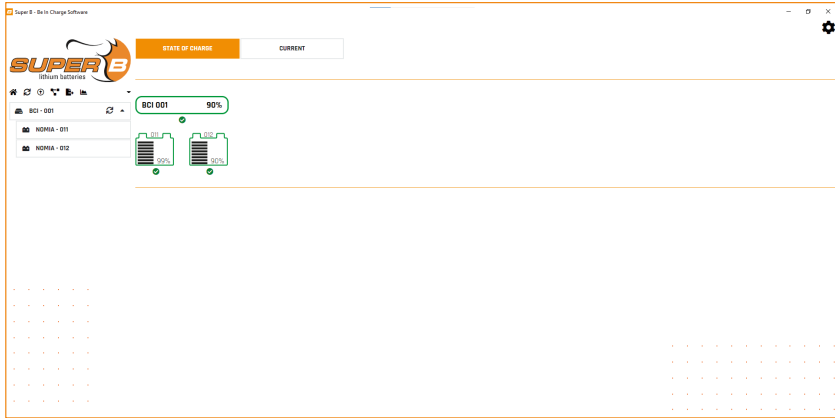 Super B - Be In Charge Software
STATE OF CHARGE
CURRENT
SUPER B
lithium batteries
BCI - 001
BCI 001
90%
NOMIA - 011
NOMIA - 012
011
012
99%
90%